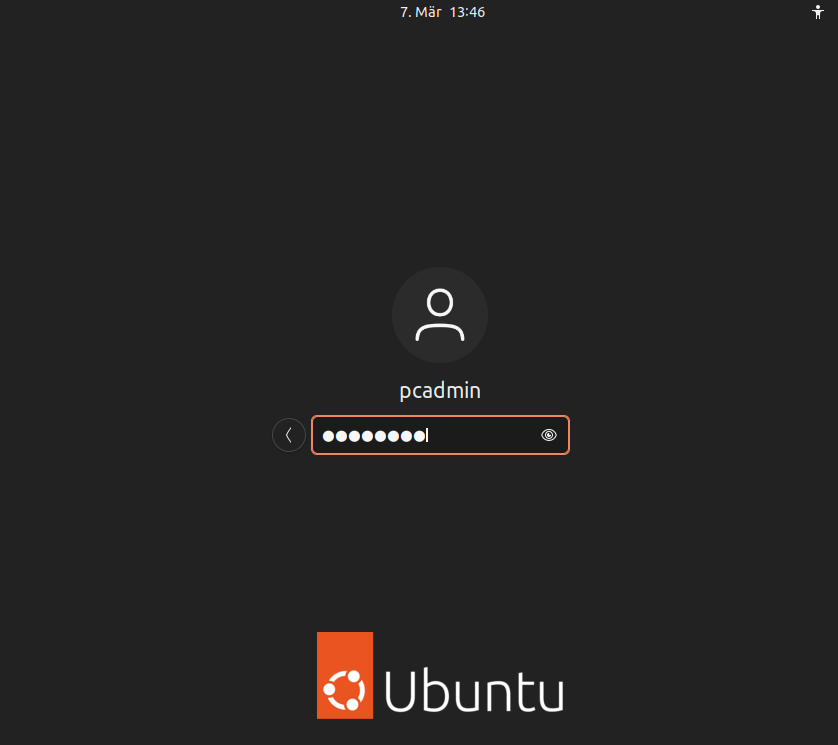 7. Mär 13:46
pcadmin
●●●●●●●●
Ubuntu